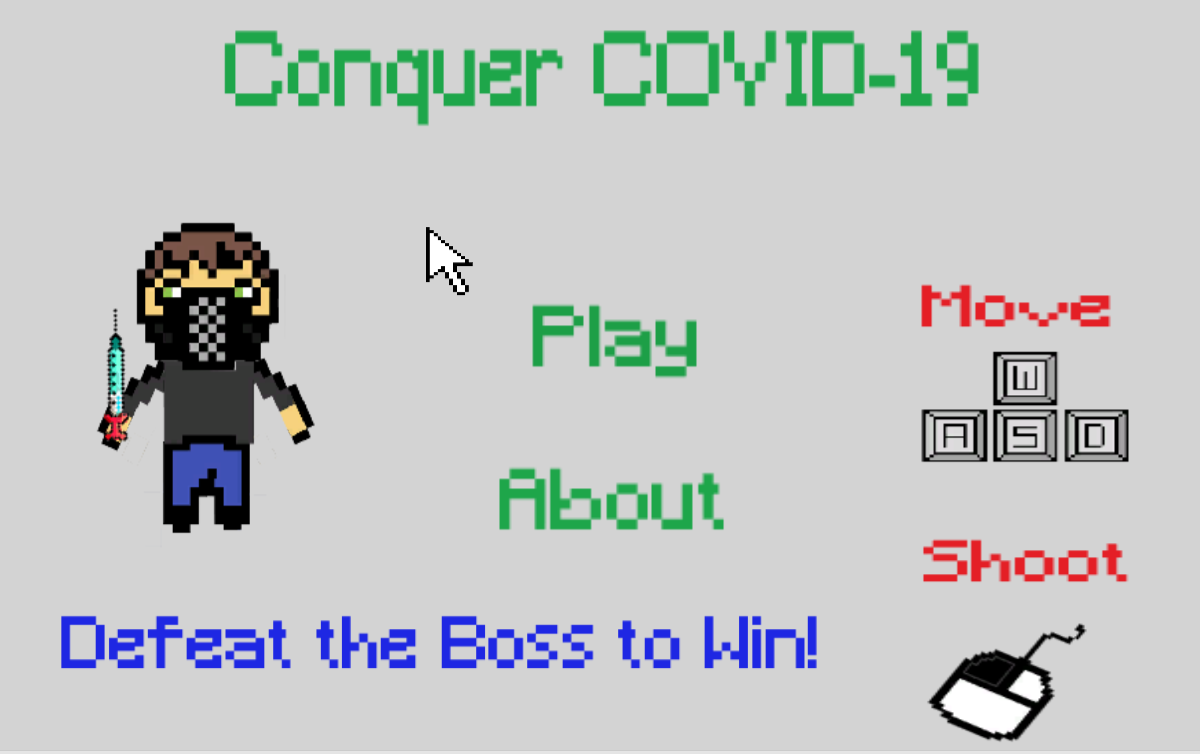 Conquer COVID-19
Play
About
Defeat the Boss to Win!
Move
W
A S D
Shoot